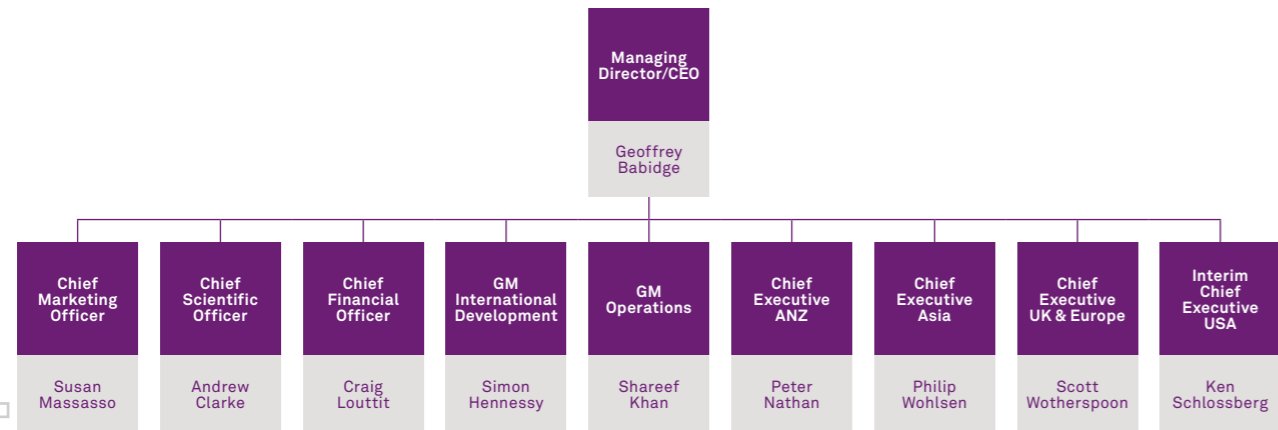 Managing
Director/CEO
Geoffrey
Babidge
Chief
Marketing
Officer
Susan
Massasso
Chief
Scientific
Officer
Andrew
Clarke
Chief
Financial
Officer
Craig
Louttit
GM
International
Development
Simon
Hennessy
GM
Operations
Shareef
Khan
Chief
Executive
ANZ
Peter
Nathan
Chief
Executive
Asia
Philip
Wohlsen
Chief
Executive
UK & Europe
Scott
Wotherspoon
Interim
Chief
Executive
USA
Ken
Schlossberg